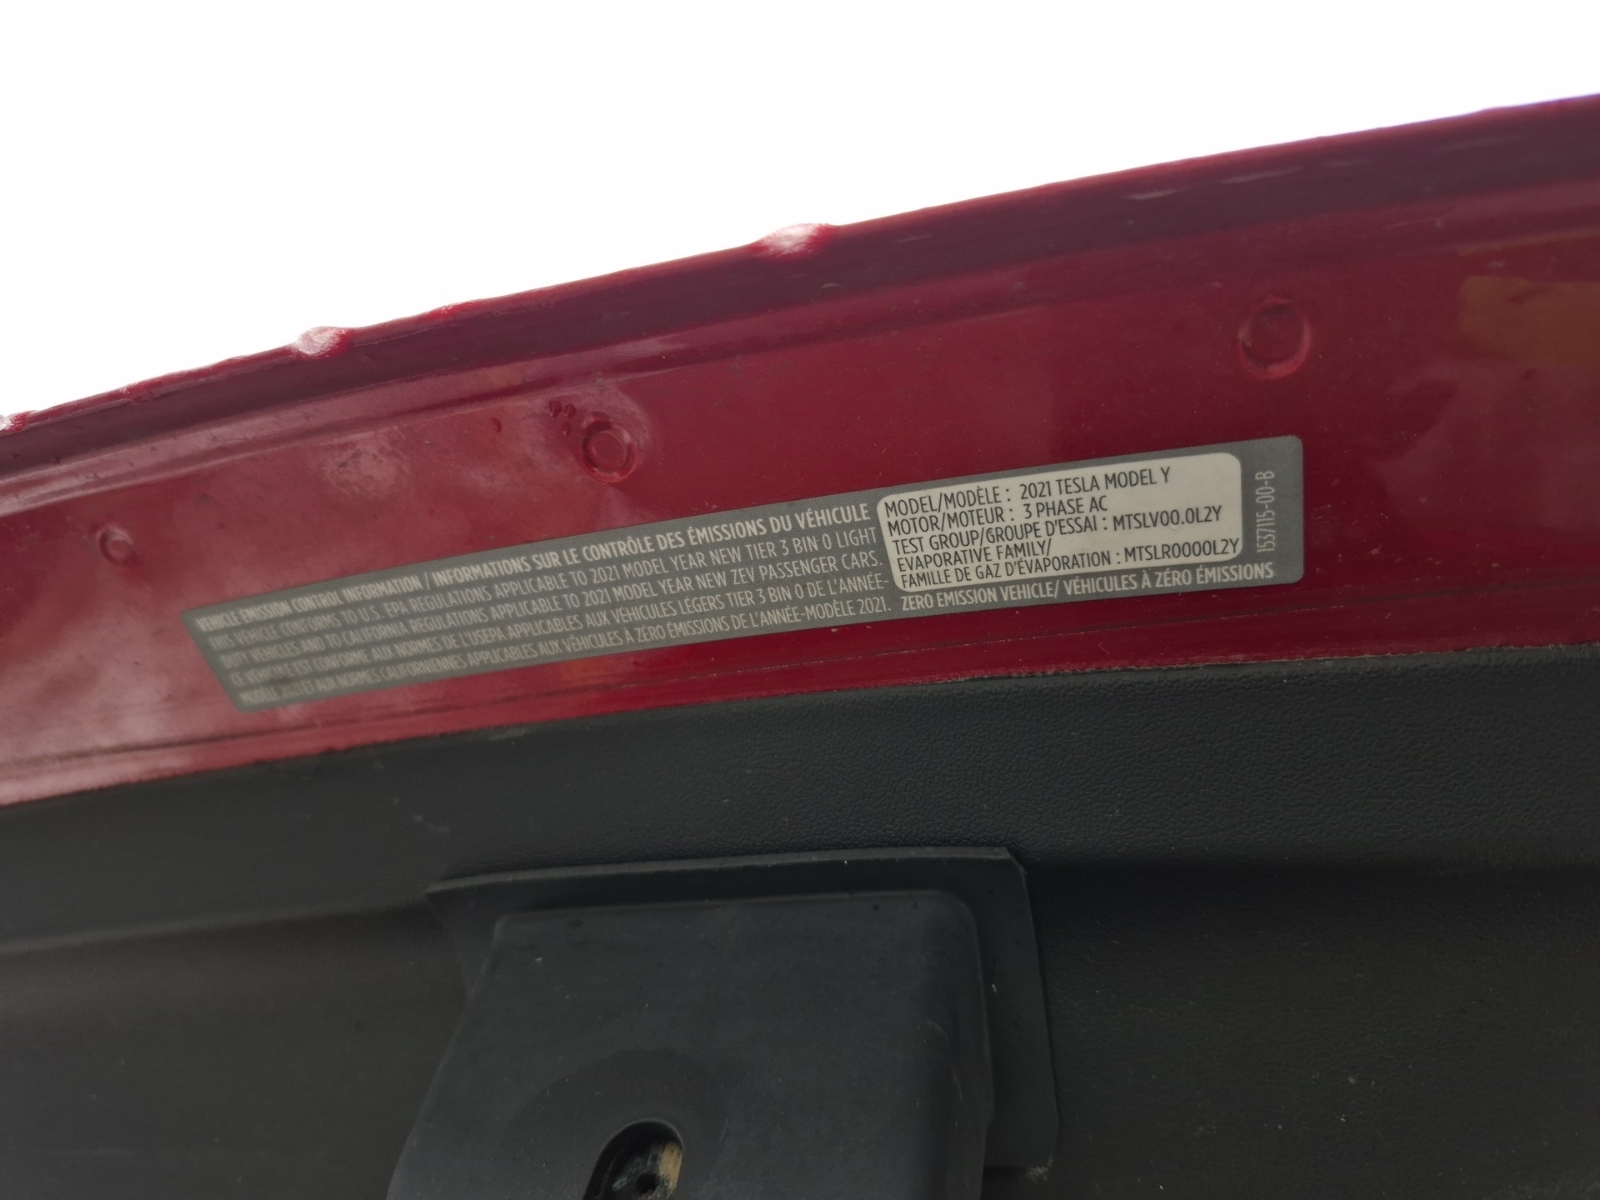 VEHICLE EMISSION CONTROL INFORMATION / INFORMATIONS SUR LE CONTRÔLE DES ÉMISSIONS DU VÉHICULE
THIS VEHICLE CONFORMS TO U.S. EPA REGULATIONS APPLICABLE TO 2021 MODEL YEAR NEW TIER 3 BIN 0 LIGHT
DUTY VEHICLES AND TO CALIFORNIA REGULATIONS APPLICABLE TO 2021 MODEL YEAR NEW ZEV PASSENGER CARS.
CE VÉHICULE EST CONFORME AUX NORMES DE L'USEPA APPLICABLES AUX VÉHICULES LÉGERS TIER 3 BIN 0 DE L'ANNÉE-
MODÈLE 2021 ET AUX NORMES CALIFORNIENNES APPLICABLES AUX VÉHICULES À ZÉRO ÉMISSIONS DE L'ANNÉE-MODÈLE 2021.
MODEL/MODÈLE : 2021 TESLA MODEL Y
MOTOR/MOTEUR : 3 PHASE AC
TEST GROUP/GROUPE D'ESSAI : MTSLV00.0L2Y
EVAPORATIVE FAMILY/
FAMILLE DE GAZ D'ÉVAPORATION : MTSLR0000L2Y
ZERO EMISSION VEHICLE/ VÉHICULES À ZÉRO ÉMISSIONS
1537115-00-B